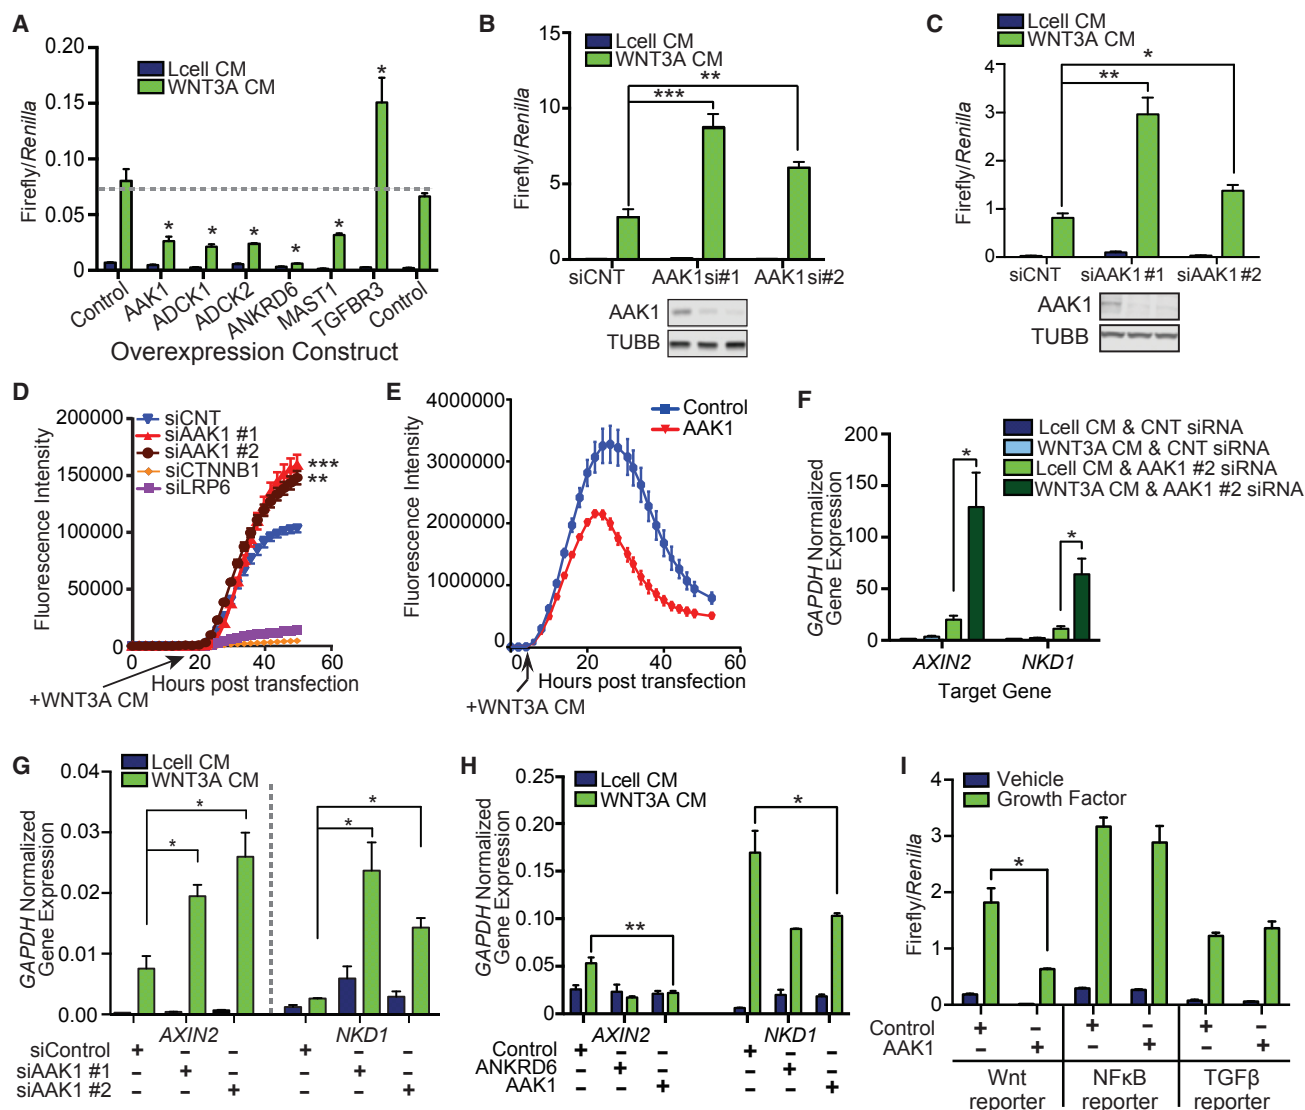 A
0.20
0.15
0.10
0.05
0
Firefly/Renilla
Lcell CM
WNT3A CM
*
*
*
*
*
*
Control
AAK1
ADCK1
ADCK2
ANKRD6
MAST1
TGFBR3
Control
Overexpression Construct
B
15
10
5
0
Firefly/Renilla
Lcell CM
WNT3A CM
**
***
siCNT
AAK1si#1
AAK1si#2
AAK1
TUBB
C
Lcell CM
WNT3A CM
4
3
2
1
0
Firefly/Renilla
*
**
siCNT
siAAK1 #1
siAAK1 #2
AAK1
TUBB
D
200000
150000
100000
50000
0
Fluorescence Intensity
siCNT
siAAK1 #1
siAAK1 #2
siCTNNB1
siLRP6
***
**
0 20 40 60
Hours post transfection
+WNT3A CM
E
4000000
3000000
2000000
1000000
0
Fluorescence Intensity
Control
AAK1
0 20 40 60
Hours post transfection
+WNT3A CM
F
Lcell CM & CNT siRNA
WNT3A CM & CNT siRNA
Lcell CM & AAK1 #2 siRNA
WNT3A CM & AAK1 #2 siRNA
200
150
100
50
0
GAPDH Normalized
Gene Expression
*
*
AXIN2
NKD1
Target Gene
G
Lcell CM
WNT3A CM
0.04
0.03
0.02
0.01
0.00
GAPDH Normalized
Gene Expression
*
*
*
*
AXIN2
NKD1
siControl + – – + – –
siAAK1 #1 – + – – + –
siAAK1 #2 – – + – – +
H
0.25
0.20
0.15
0.10
0.05
0.00
GAPDH Normalized
Gene Expression
Lcell CM
WNT3A CM
**
*
AXIN2
NKD1
Control + – – + – –
ANKRD6 – + – – + –
AAK1 – – + – – +
I
4
3
2
1
0
Firefly/Renilla
Vehicle
Growth Factor
*
Control + – + – + –
AAK1 – + – + – +
Wnt
reporter
NFκB
reporter
TGFβ
reporter